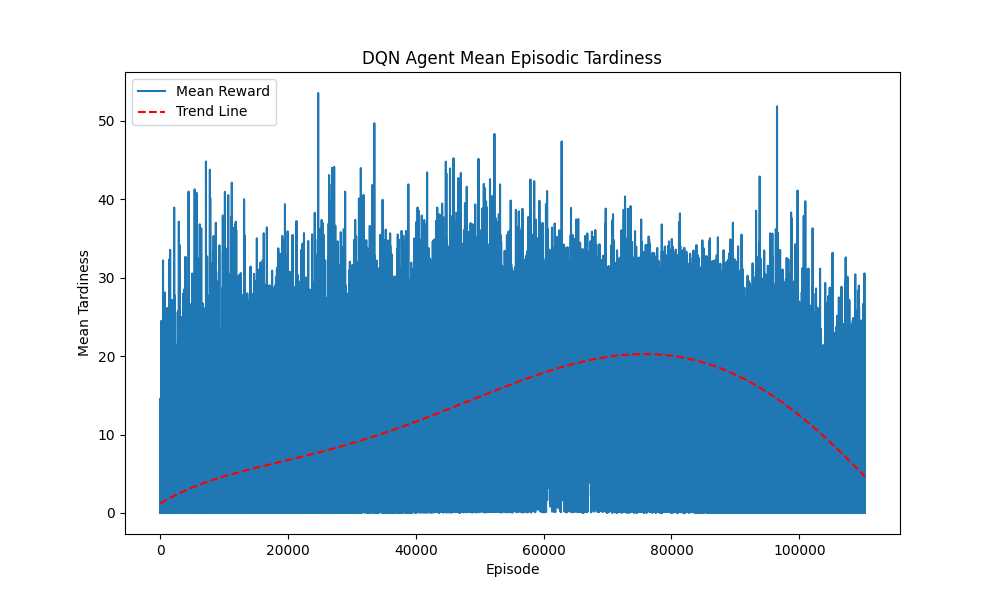 DQN Agent Mean Episodic Tardiness
Mean Reward
Trend Line
50
40
30
20
10
0
Mean Tardiness
0 20000 40000 60000 80000 100000
Episode